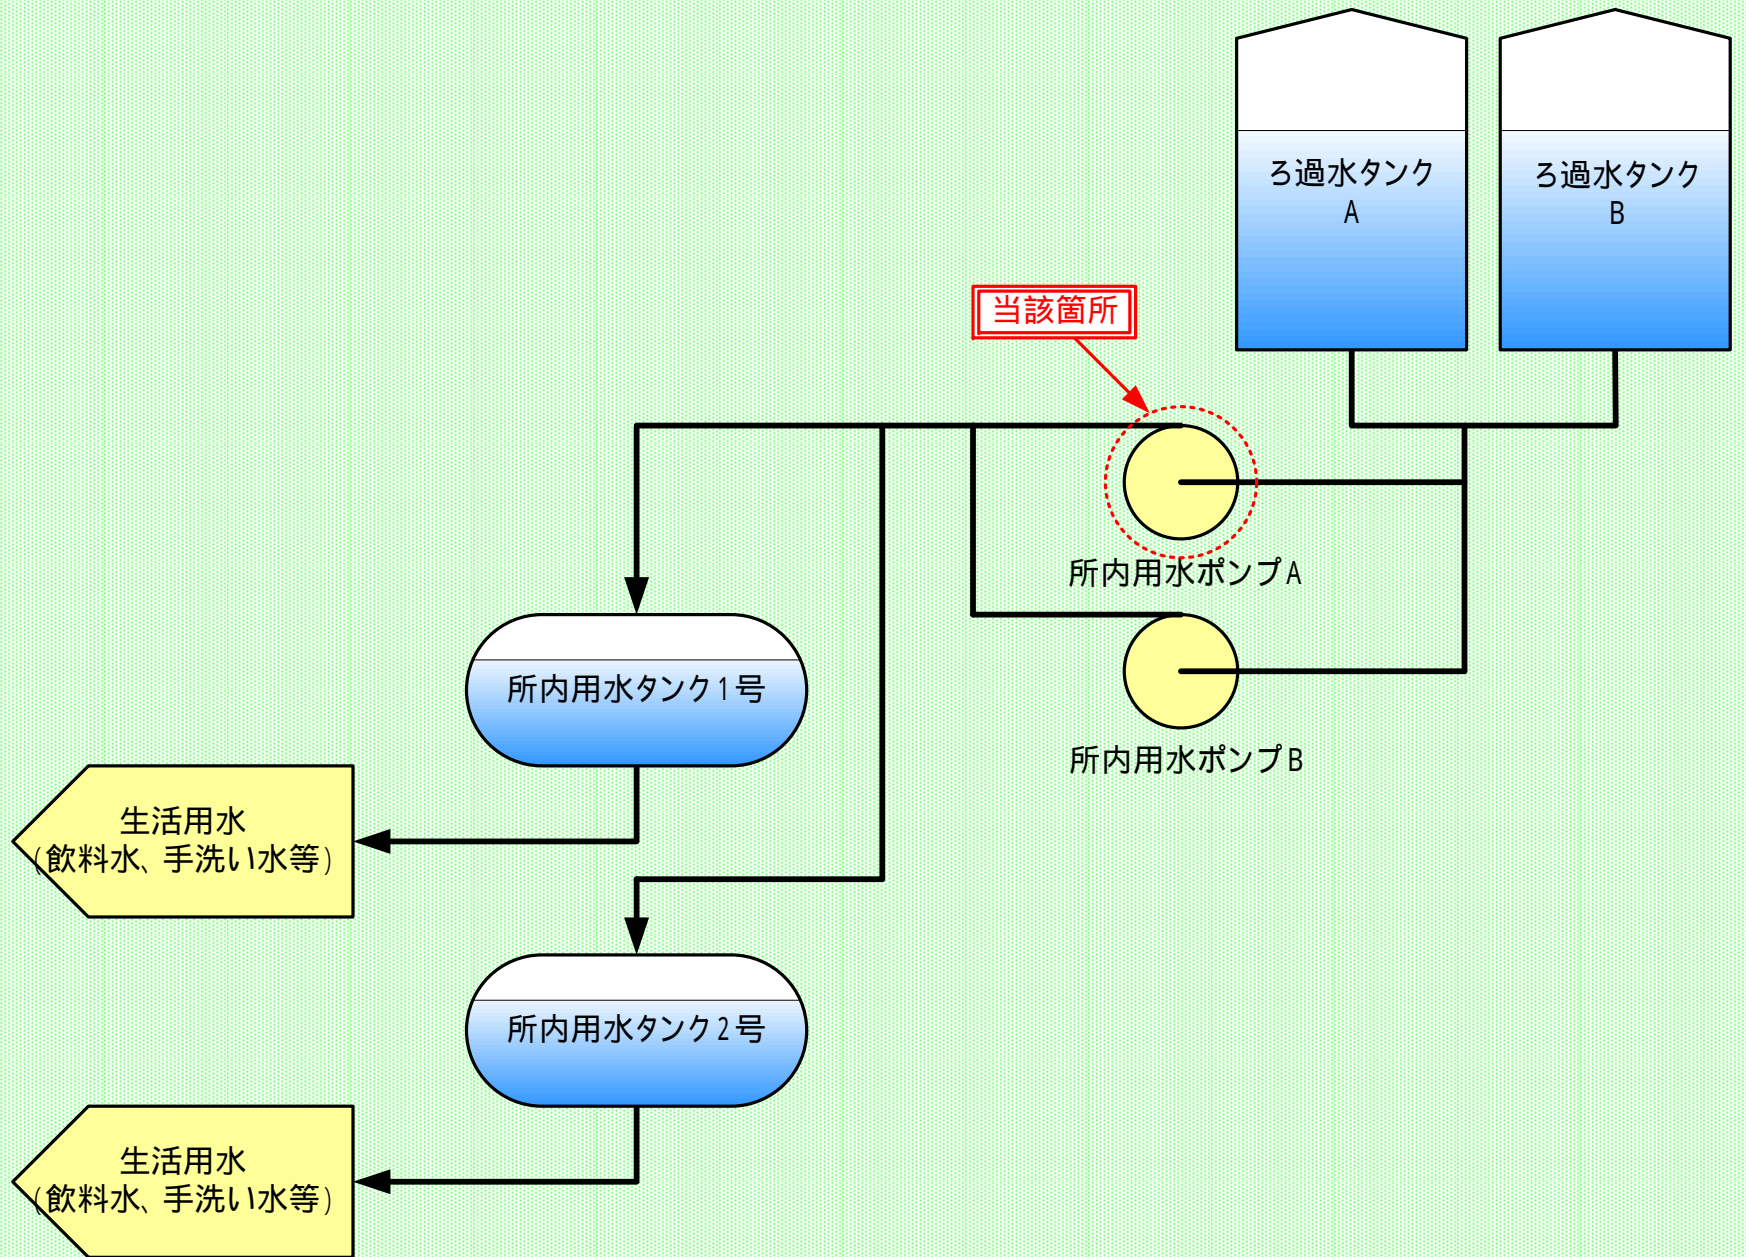 ろ過水タンク
A
ろ過水タンク
B
当該箇所
所内用水ポンプA
所内用水ポンプB
所内用水タンク1号
生活用水
(飲料水、手洗い水等)
所内用水タンク2号
生活用水
(飲料水、手洗い水等)